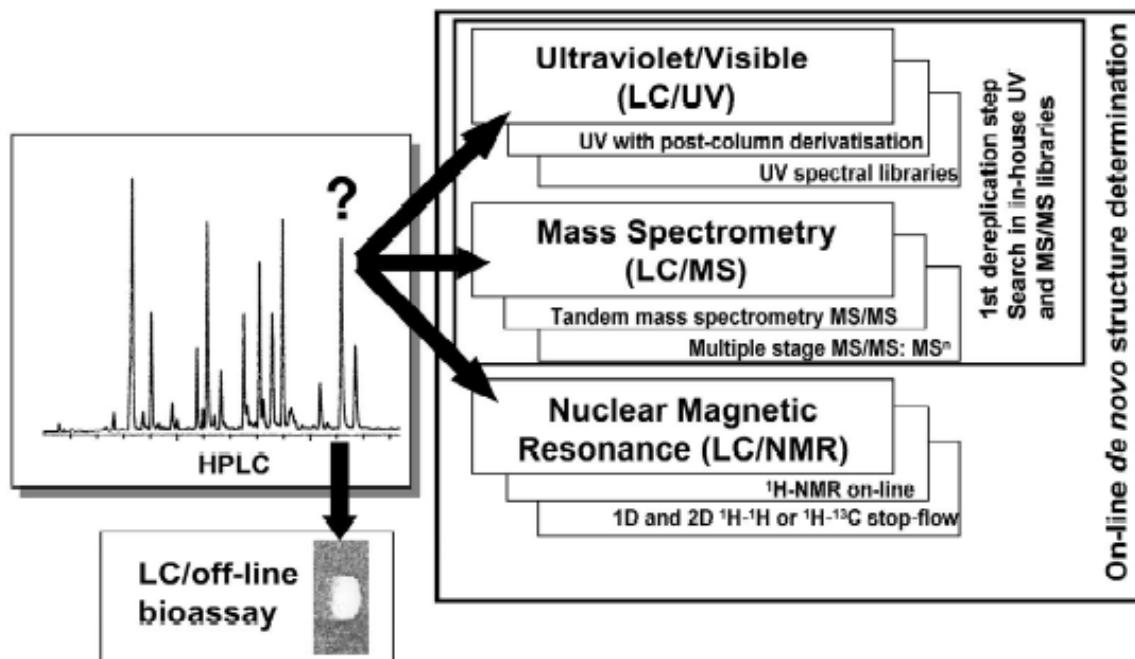 ?
HPLC
LC/off-line
bioassay
Ultraviolet/Visible
(LC/UV)
UV with post-column derivatisation
UV spectral libraries
Mass Spectrometry
(LC/MS)
Tandem mass spectrometry MS/MS
Multiple stage MS/MS: MSⁿ
1st dereplication step
Search in in-house UV
and MS/MS libraries
Nuclear Magnetic
Resonance (LC/NMR)
¹H-NMR on-line
1D and 2D ¹H-¹H or ¹H-¹³C stop-flow
On-line de novo structure determination